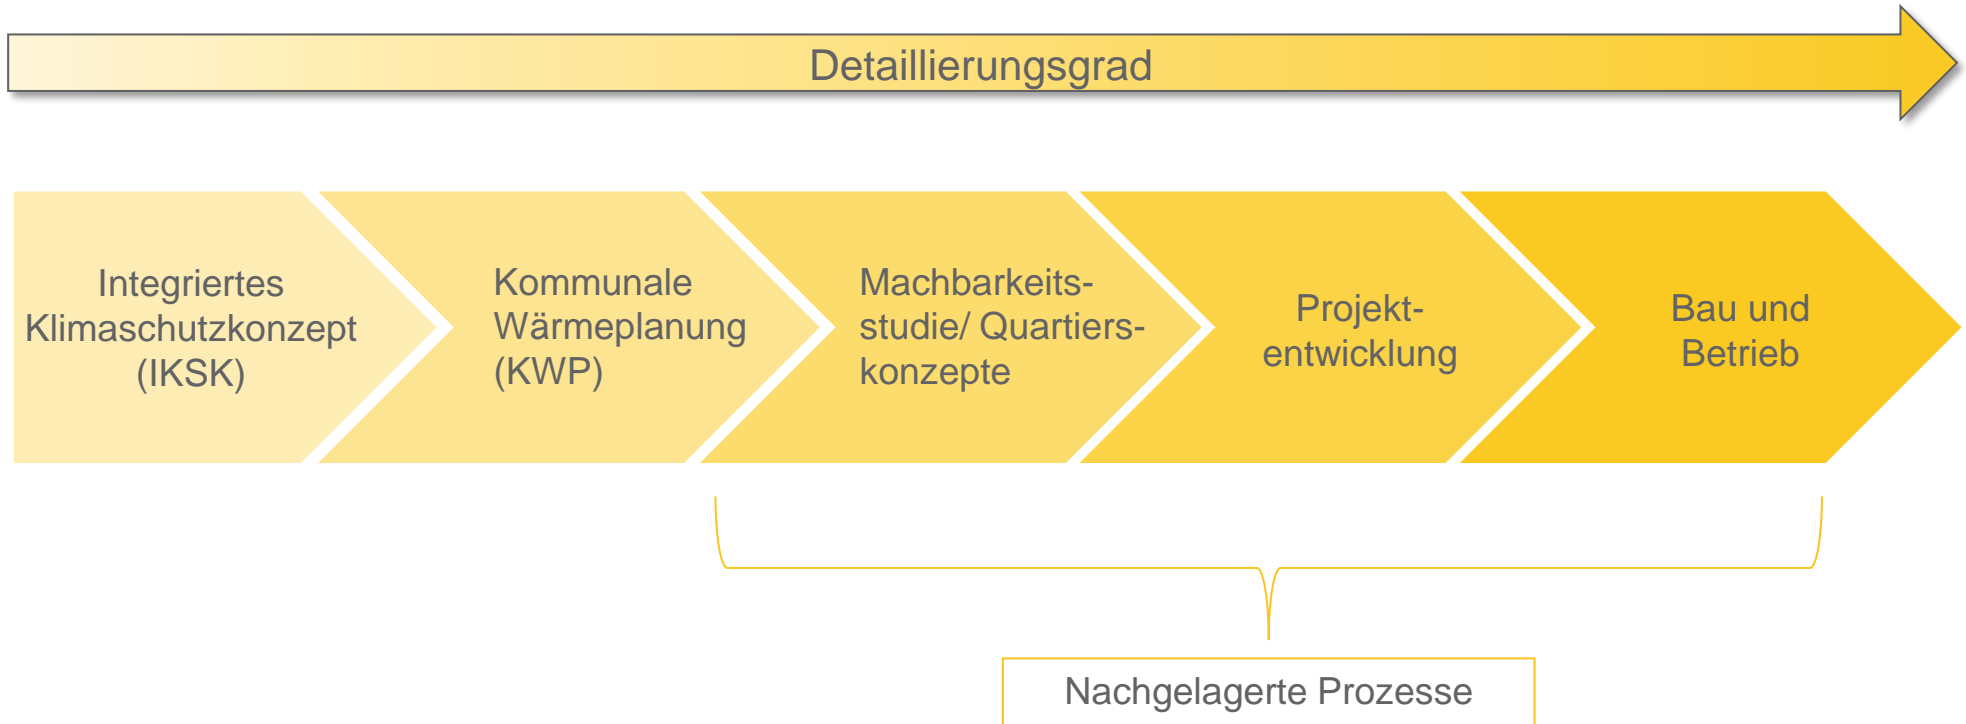 Detaillierungsgrad
Integriertes
Klimaschutzkonzept
(IKSK)
Kommunale
Wärmeplanung
(KWP)
Machbarkeits-
studie/ Quartiers-
konzepte
Projekt-
entwicklung
Bau und
Betrieb
Nachgelagerte Prozesse